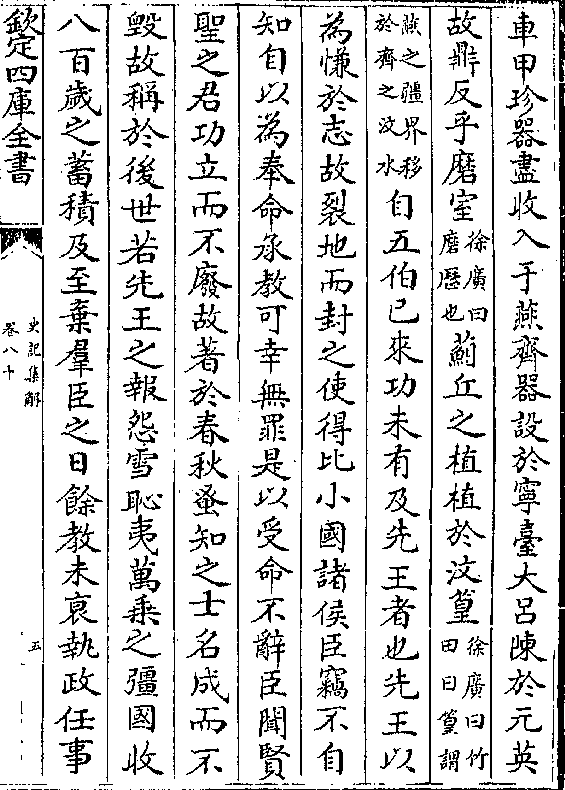 車甲珍器盡收入于燕齊器設於寧臺大呂陳於元英
故鼎反乎磨室徐廣曰磨歴也薊丘之植植於汶篁徐廣曰竹田曰篁謂
燕之疆界移於齊之汶水自五伯已來功未有及先王者也先王以
為慊於志故裂地而封之使得比小國諸侯臣竊不自
知自以為奉命承教可幸無罪是以受命不辭臣聞賢
聖之君功立而不廢故著於春秋蚤知之士名成而不
毁故稱於後世若先王之報怨雪恥夷萬乗之彊國收
八百歲之蓄積及至棄羣臣之日餘教未衰執政任事
欽定四庫全書
史記集解
卷八十
五